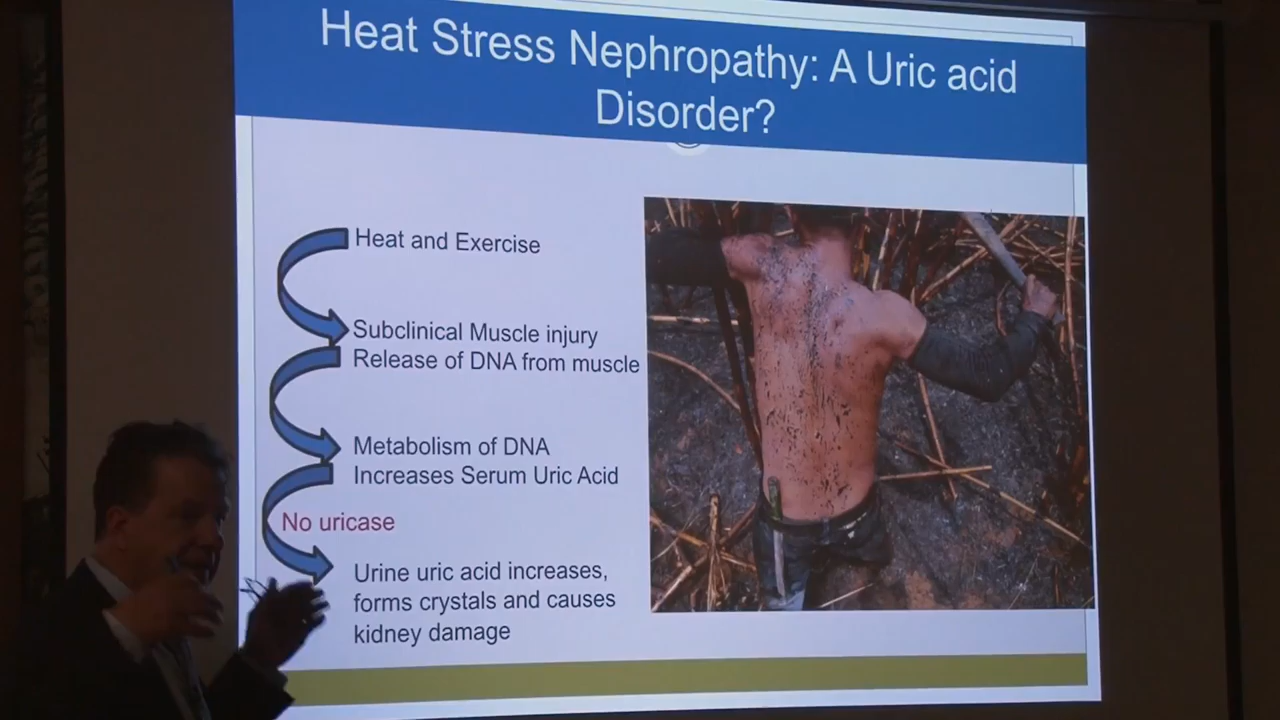 Heat Stress Nephropathy: A Uric acid
Disorder?
Heat and Exercise
Subclinical Muscle injury
Release of DNA from muscle
Metabolism of DNA
Increases Serum Uric Acid
No uricase
Urine uric acid increases,
forms crystals and causes
kidney damage